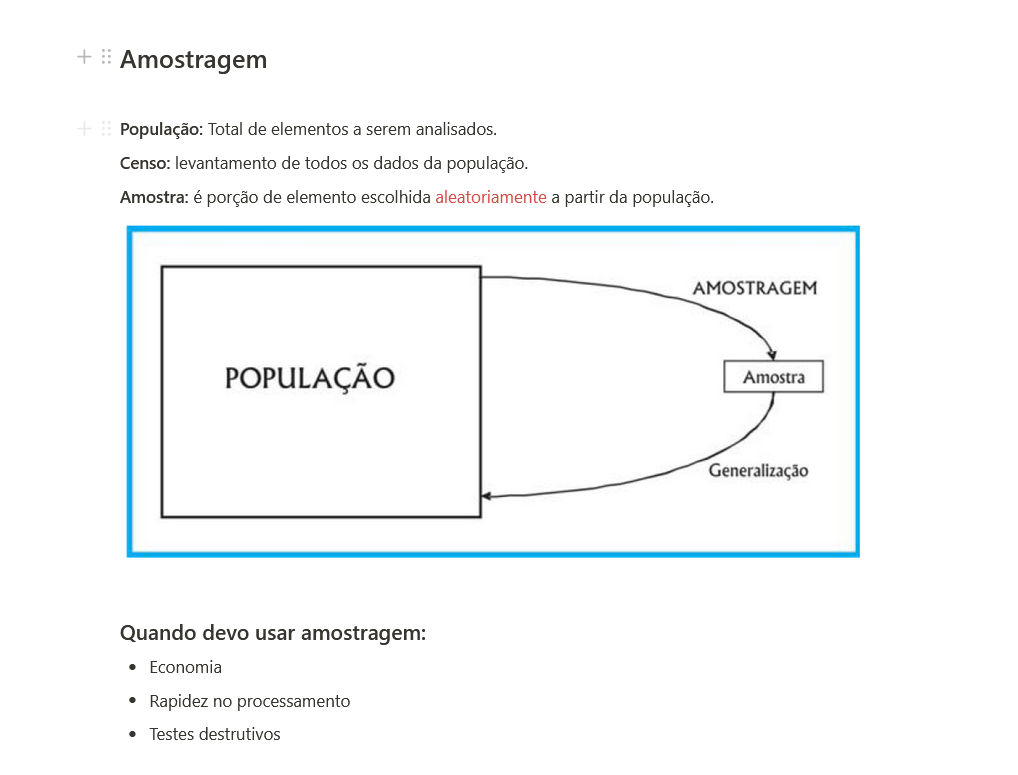 Amostragem
População: Total de elementos a serem analisados.
Censo: levantamento de todos os dados da população.
Amostra: é porção de elemento escolhida aleatoriamente a partir da população.
AMOSTRAGEM
POPULAÇÃO
Amostra
Generalização
Quando devo usar amostragem:
• Economia
• Rapidez no processamento
• Testes destrutivos